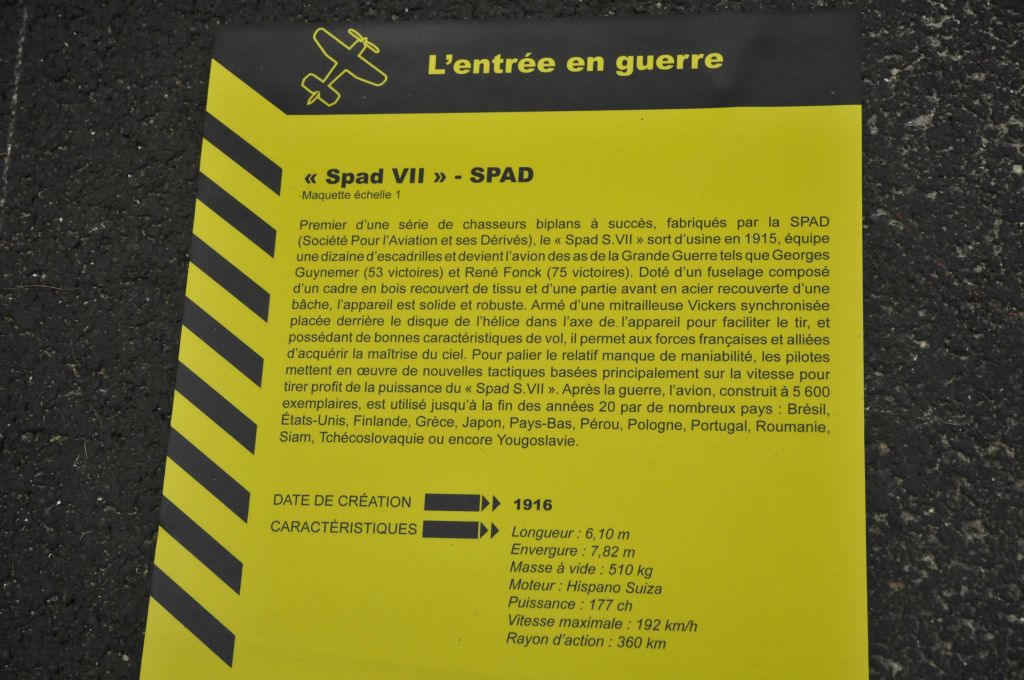 L'entrée en guerre
« Spad VII » - SPAD
Maquette échelle 1
Premier d'une série de chasseurs biplans à succès, fabriqués par la SPAD
(Société Pour l'Aviation et ses Dérivés), le « Spad S.VII » sort d'usine en 1915, équipe
une dizaine d'escadrilles et devient l'avion des as de la Grande Guerre tels que Georges
Guynemer (53 victoires) et René Fonck (75 victoires). Doté d'un fuselage composé
d'un cadre en bois recouvert de tissu et d'une partie avant en acier recouverte d'une
bâche, l'appareil est solide et robuste. Armé d'une mitrailleuse Vickers synchronisée
placée derrière le disque de l'hélice dans l'axe de l'appareil pour faciliter le tir, et
possédant de bonnes caractéristiques de vol, il permet aux forces françaises et alliées
d'acquérir la maîtrise du ciel. Pour palier le relatif manque de maniabilité, les pilotes
mettent en œuvre de nouvelles tactiques basées principalement sur la vitesse pour
tirer profit de la puissance du « Spad S.VII ». Après la guerre, l'avion, construit à 5 600
exemplaires, est utilisé jusqu'à la fin des années 20 par de nombreux pays : Brésil,
États-Unis, Finlande, Grèce, Japon, Pays-Bas, Pérou, Pologne, Portugal, Roumanie,
Siam, Tchécoslovaquie ou encore Yougoslavie.
DATE DE CRÉATION 1916
CARACTÉRISTIQUES Longueur : 6,10 m
Envergure : 7,82 m
Masse à vide : 510 kg
Moteur : Hispano Suiza
Puissance : 177 ch
Vitesse maximale : 192 km/h
Rayon d'action : 360 km